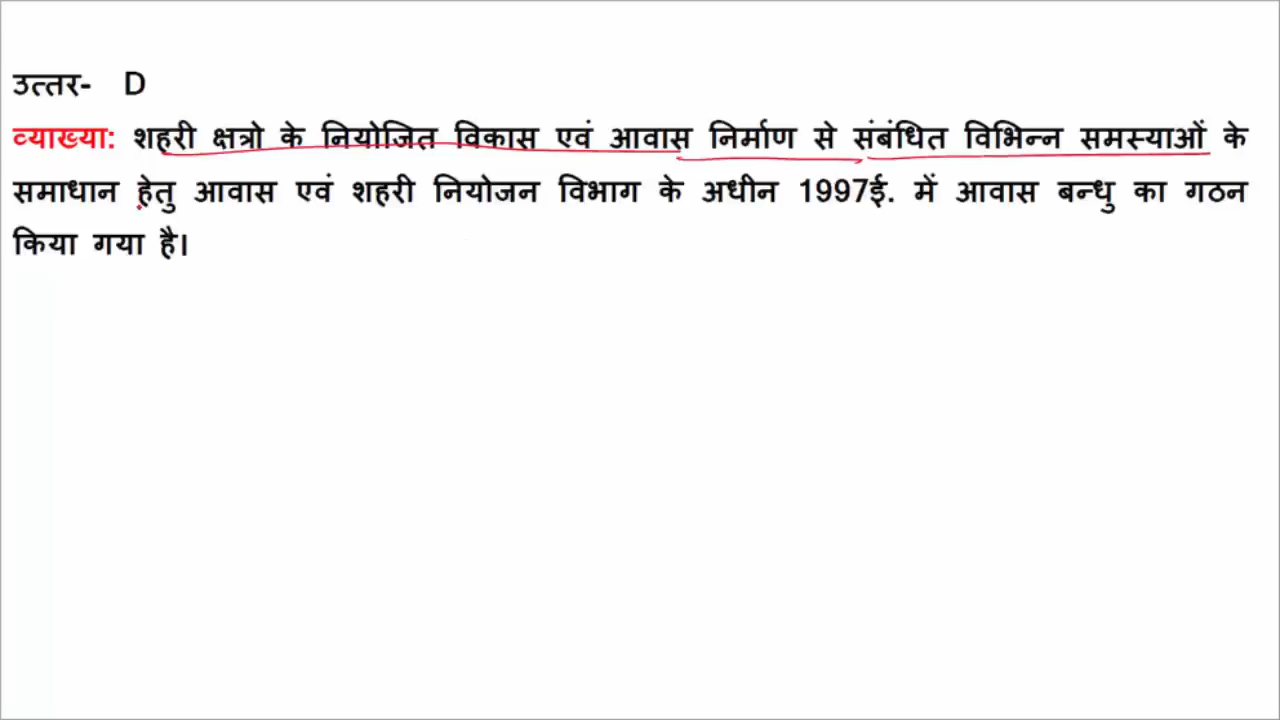 उत्तर- D
व्याख्या: शहरी क्षत्रो के नियोजित विकास एवं आवास निर्माण से संबंधित विभिन्न समस्याओं के
समाधान हेतु आवास एवं शहरी नियोजन विभाग के अधीन 1997ई. में आवास बन्धु का गठन
किया गया है।